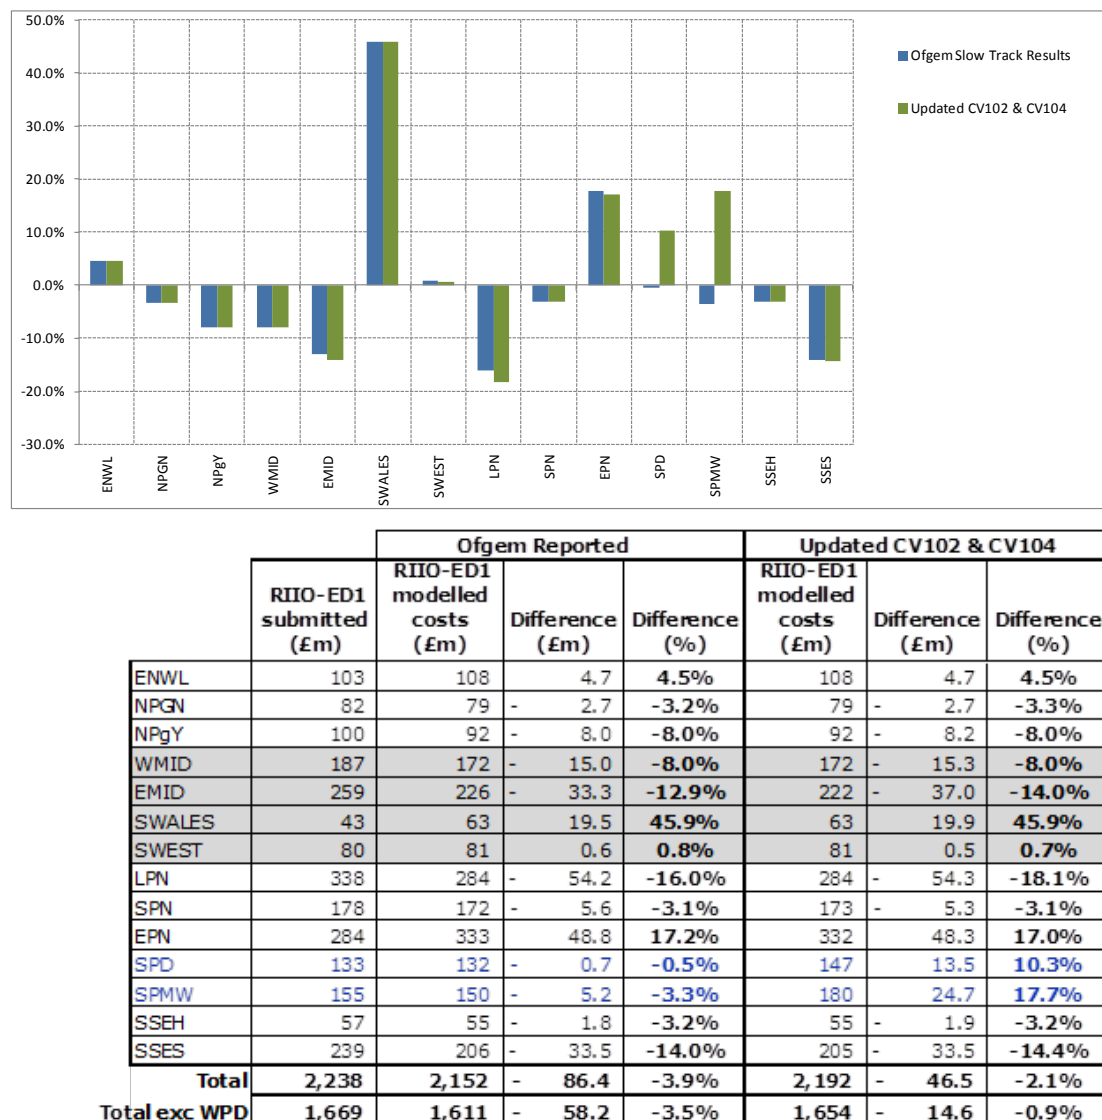 50.0%
40.0%
30.0%
20.0%
10.0%
0.0%
-10.0%
-20.0%
-30.0%
Ofgem Slow Track Results
Updated CV102 & CV104
ENWL NPGN NPgY WMID EMID SWALES SWEST LPN SPN EPN SPD SPMW SSEH SSES
Ofgem Reported Updated CV102 & CV104
RIIO-ED1 submitted (£m) RIIO-ED1 modelled costs (£m) Difference (£m) Difference (%) RIIO-ED1 modelled costs (£m) Difference (£m) Difference (%)
ENWL 103 108 4.7 4.5% 108 4.7 4.5%
NPGN 82 79 - 2.7 -3.2% 79 - 2.7 -3.3%
NPgY 100 92 - 8.0 -8.0% 92 - 8.2 -8.0%
WMID 187 172 - 15.0 -8.0% 172 - 15.3 -8.0%
EMID 259 226 - 33.3 -12.9% 222 - 37.0 -14.0%
SWALES 43 63 19.5 45.9% 63 19.9 45.9%
SWEST 80 81 0.6 0.8% 81 0.5 0.7%
LPN 338 284 - 54.2 -16.0% 284 - 54.3 -18.1%
SPN 178 172 - 5.6 -3.1% 173 - 5.3 -3.1%
EPN 284 333 48.8 17.2% 332 48.3 17.0%
SPD 133 132 - 0.7 -0.5% 147 13.5 10.3%
SPMW 155 150 - 5.2 -3.3% 180 24.7 17.7%
SSEH 57 55 - 1.8 -3.2% 55 - 1.9 -3.2%
SSES 239 206 - 33.5 -14.0% 205 - 33.5 -14.4%
Total 2,238 2,152 - 86.4 -3.9% 2,192 - 46.5 -2.1%
Total exc WPD 1,669 1,611 - 58.2 -3.5% 1,654 - 14.6 -0.9%